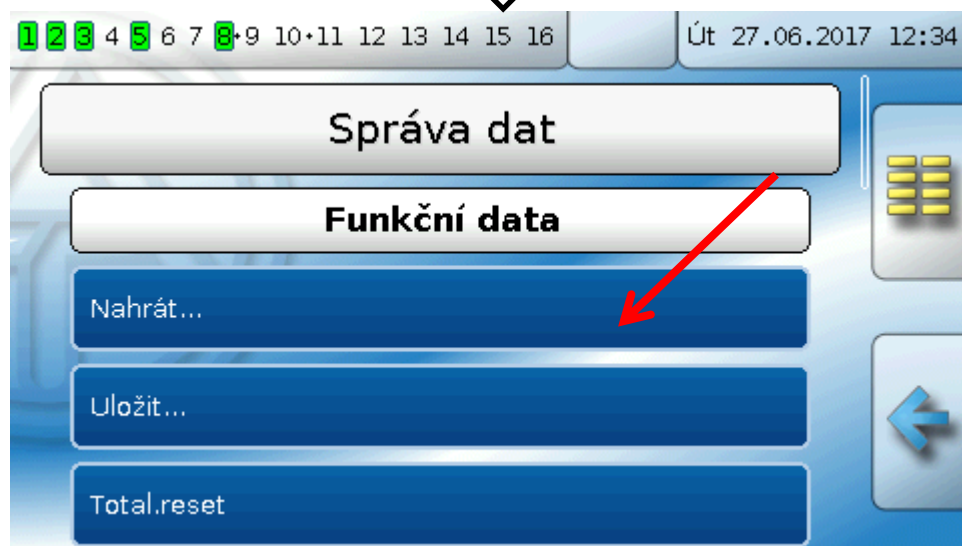 1 2 3 4 5 6 7 8•9 10•11 12 13 14 15 16 Út 27.06.2017 12:34
Správa dat
Funkční data
Nahrát...
Uložit...
Total.reset